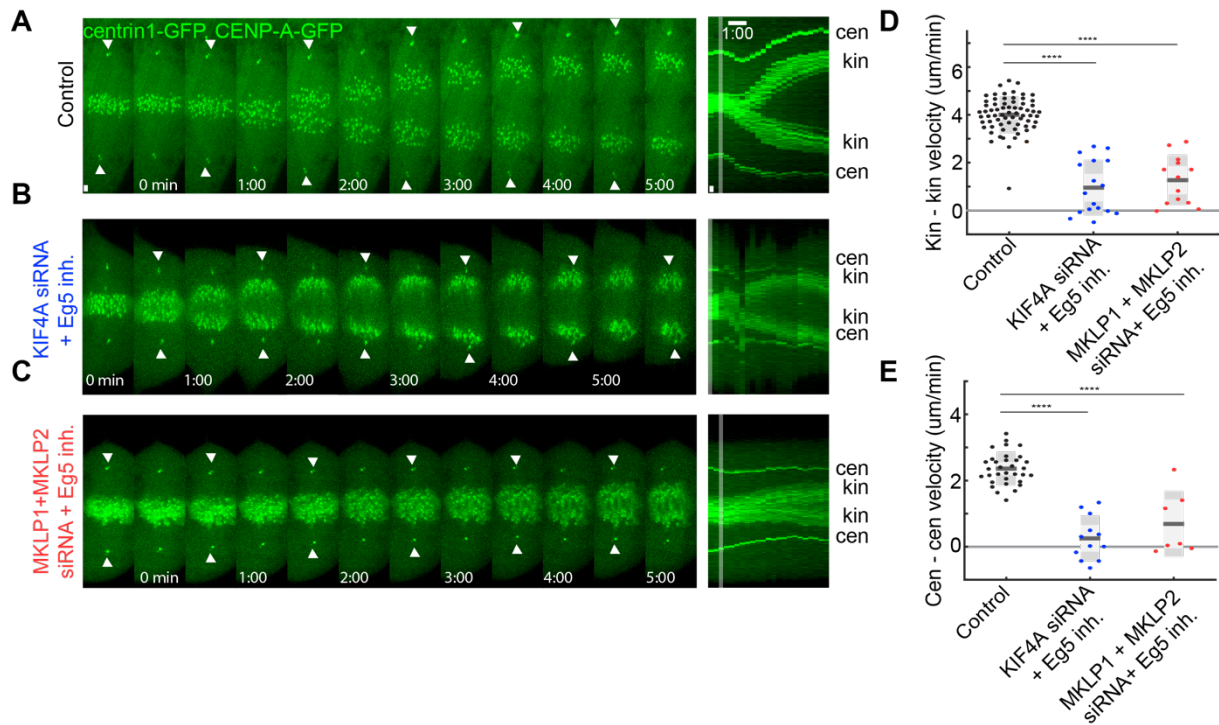 A
centrin1-GFP, CENP-A-GFP
Control
0 min
1:00
2:00
3:00
4:00
5:00
1:00
cen
kin
kin
cen
B
KIF4A siRNA
+ Eg5 inh.
0 min
1:00
2:00
3:00
4:00
5:00
cen
kin
kin
cen
C
MKLP1+MKLP2
siRNA + Eg5 inh.
0 min
1:00
2:00
3:00
4:00
5:00
cen
kin
kin
cen
D
Kin - kin velocity (um/min)
6
4
2
0
****
****
Control
KIF4A siRNA
+ Eg5 inh.
MKLP1 + MKLP2
siRNA+ Eg5 inh.
E
Cen - cen velocity (um/min)
4
2
0
****
****
Control
KIF4A siRNA
+ Eg5 inh.
MKLP1 + MKLP2
siRNA+ Eg5 inh.